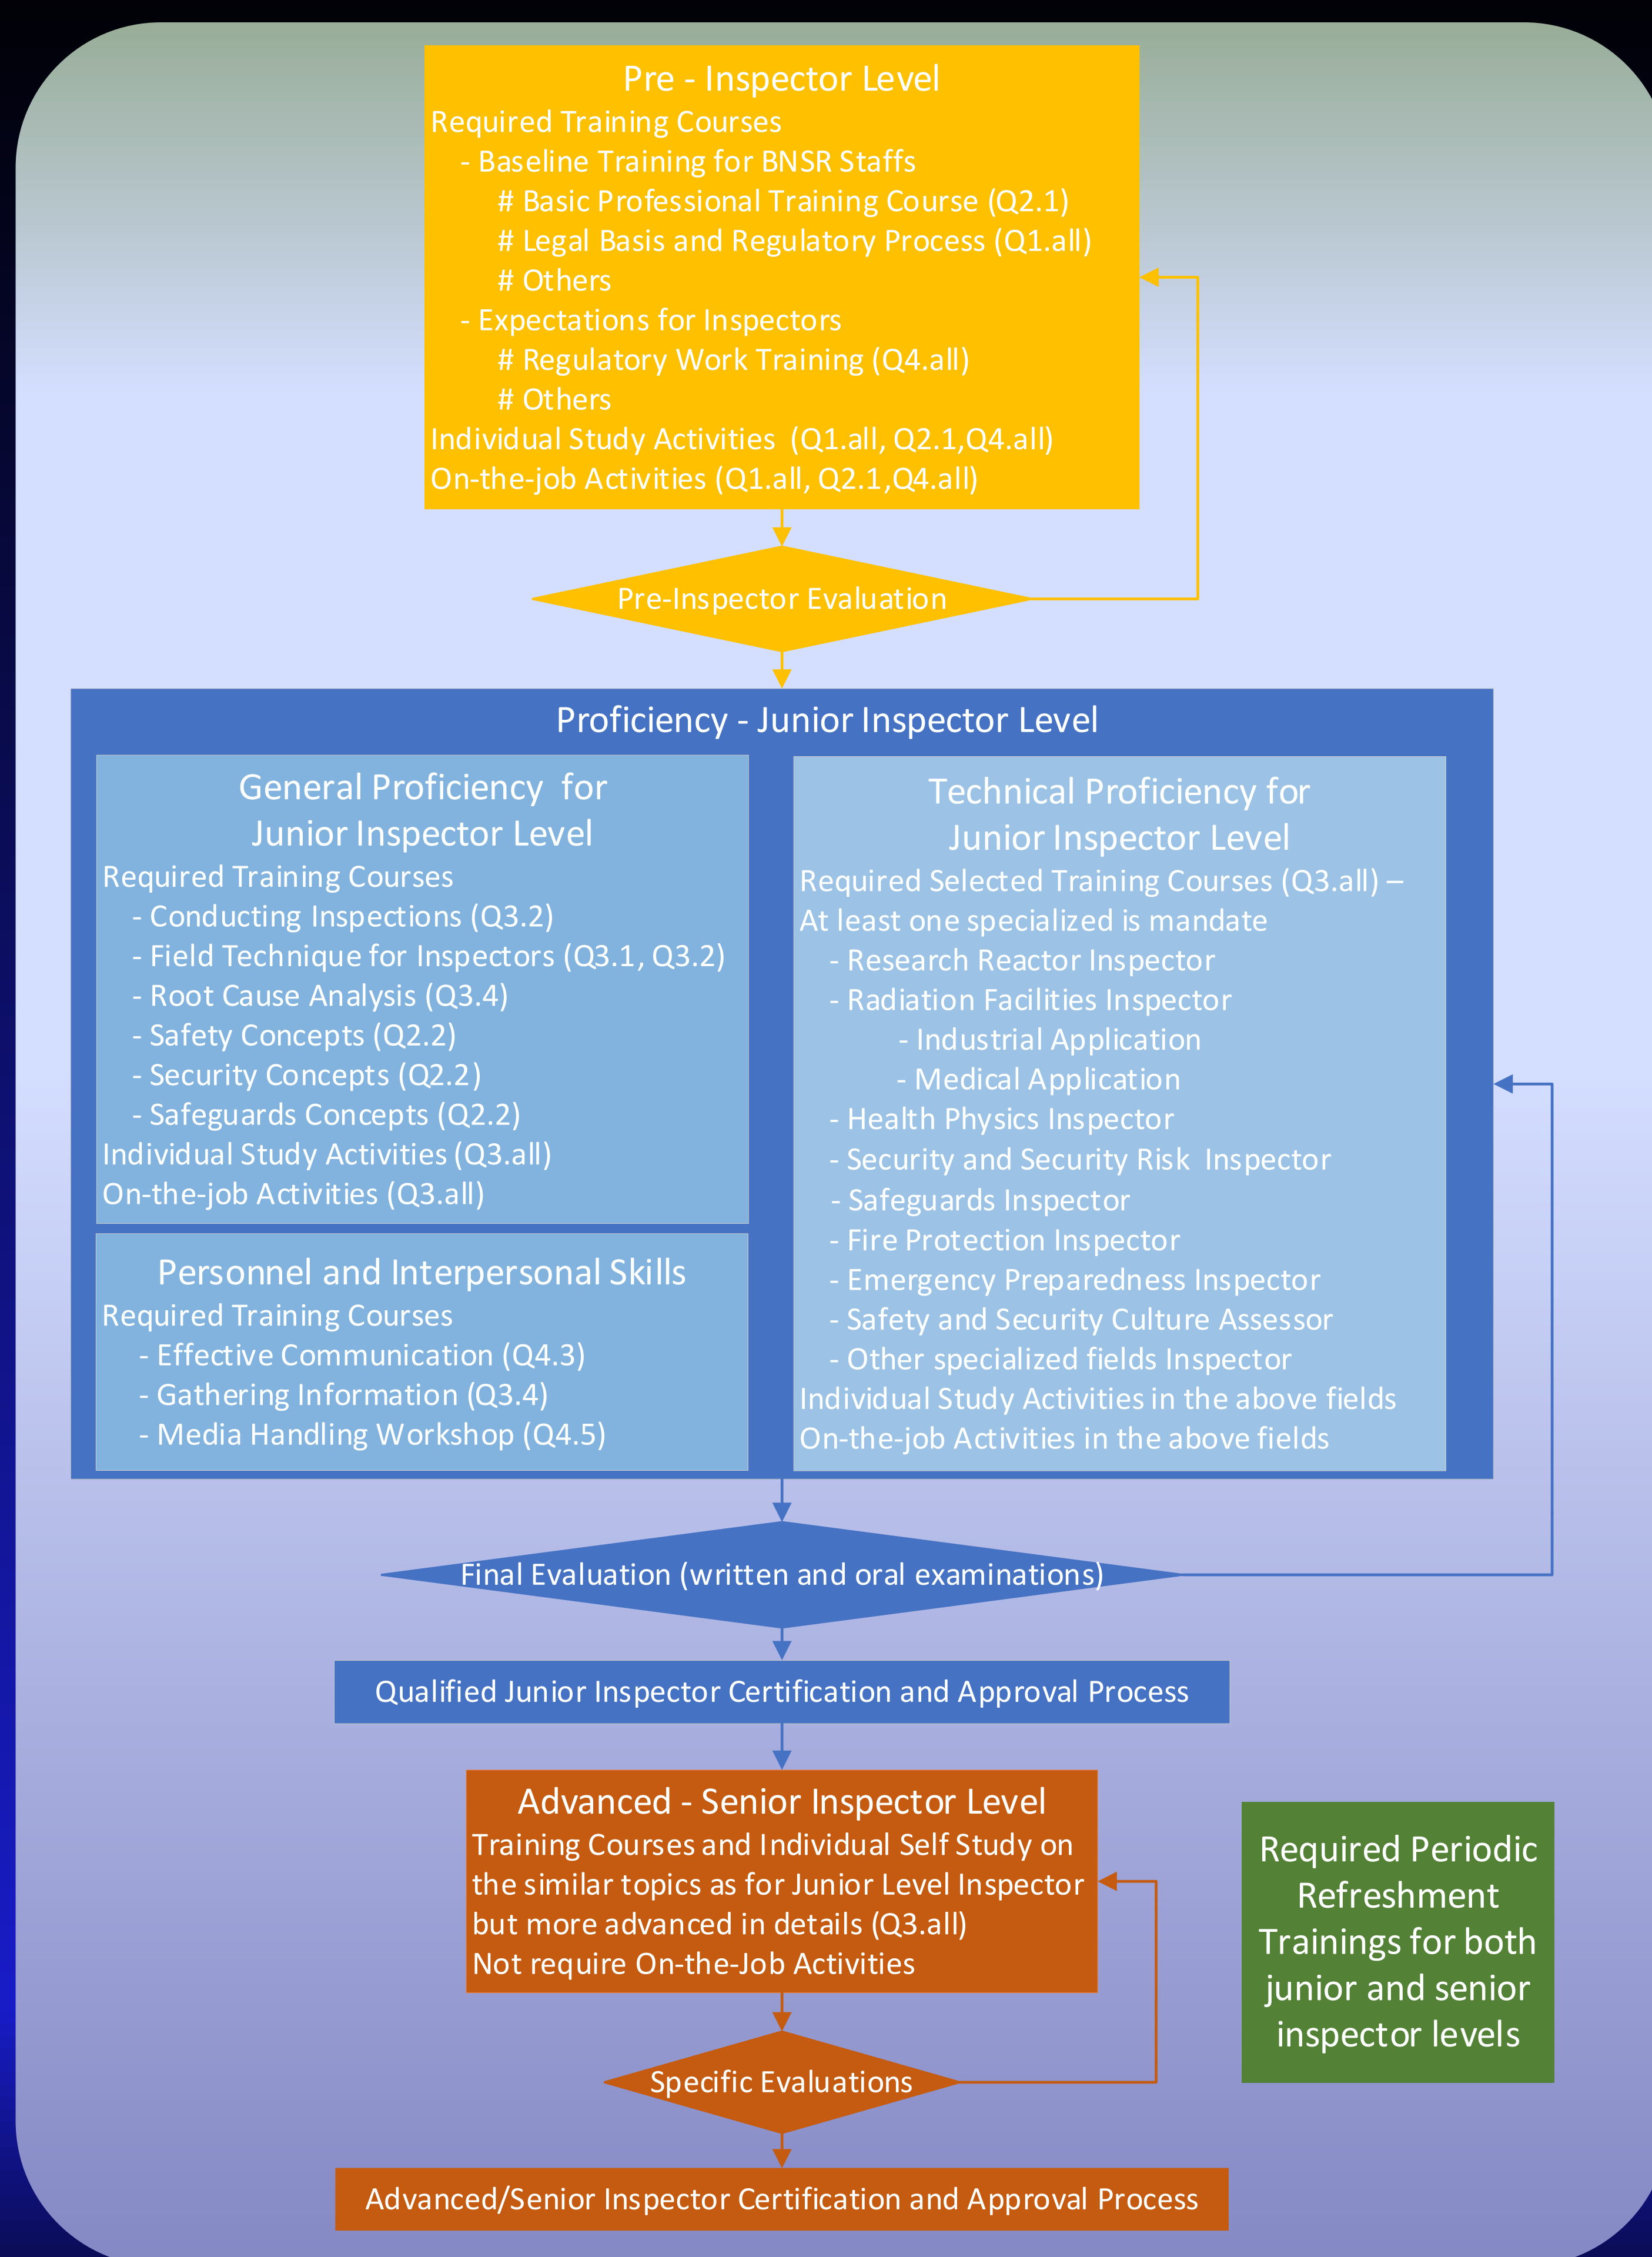 Pre - Inspector Level
Required Training Courses
- Baseline Training for BNSR Staffs
# Basic Professional Training Course (Q2.1)
# Legal Basis and Regulatory Process (Q1.all)
# Others
- Expectations for Inspectors
# Regulatory Work Training (Q4.all)
# Others
Individual Study Activities (Q1.all, Q2.1,Q4.all)
On-the-job Activities (Q1.all, Q2.1,Q4.all)
Pre-Inspector Evaluation
Proficiency - Junior Inspector Level
General Proficiency for
Junior Inspector Level
Required Training Courses
- Conducting Inspections (Q3.2)
- Field Technique for Inspectors (Q3.1, Q3.2)
- Root Cause Analysis (Q3.4)
- Safety Concepts (Q2.2)
- Security Concepts (Q2.2)
- Safeguards Concepts (Q2.2)
Individual Study Activities (Q3.all)
On-the-job Activities (Q3.all)
Personnel and Interpersonal Skills
Required Training Courses
- Effective Communication (Q4.3)
- Gathering Information (Q3.4)
- Media Handling Workshop (Q4.5)
Technical Proficiency for
Junior Inspector Level
Required Selected Training Courses (Q3.all) –
At least one specialized is mandate
- Research Reactor Inspector
- Radiation Facilities Inspector
- Industrial Application
- Medical Application
- Health Physics Inspector
- Security and Security Risk Inspector
- Safeguards Inspector
- Fire Protection Inspector
- Emergency Preparedness Inspector
- Safety and Security Culture Assessor
- Other specialized fields Inspector
Individual Study Activities in the above fields
On-the-job Activities in the above fields
Final Evaluation (written and oral examinations)
Qualified Junior Inspector Certification and Approval Process
Advanced - Senior Inspector Level
Training Courses and Individual Self Study on
the similar topics as for Junior Level Inspector
but more advanced in details (Q3.all)
Not require On-the-Job Activities
Required Periodic
Refreshment
Trainings for both
junior and senior
inspector levels
Specific Evaluations
Advanced/Senior Inspector Certification and Approval Process